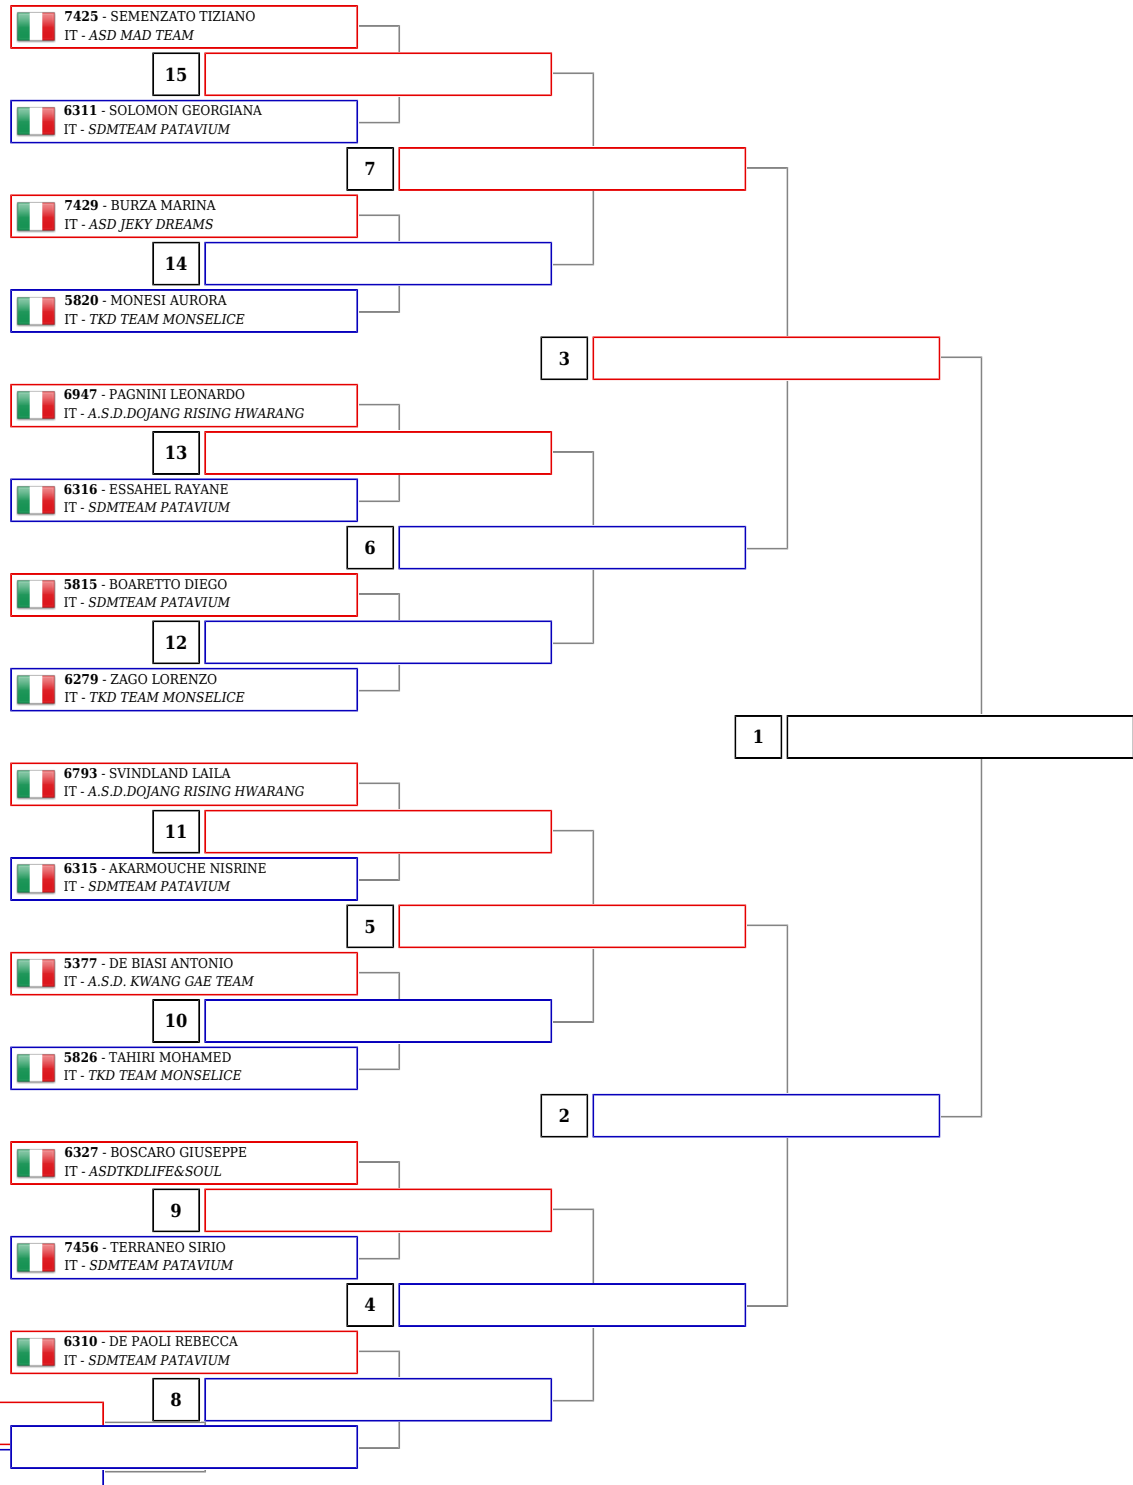 7425 - SEMENZATO TIZIANO
IT - ASD MAD TEAM
15
6311 - SOLOMON GEORGIANA
IT - SDMTEAM PATAVIUM
7
7429 - BURZA MARINA
IT - ASD JEKY DREAMS
14
5820 - MONESI AURORA
IT - TKD TEAM MONSELICE
3
6947 - PAGNINI LEONARDO
IT - A.S.D.DOJANG RISING HWARANG
13
6316 - ESSAHEL RAYANE
IT - SDMTEAM PATAVIUM
6
5815 - BOARETTO DIEGO
IT - SDMTEAM PATAVIUM
12
6279 - ZAGO LORENZO
IT - TKD TEAM MONSELICE
1
6793 - SVINDLAND LAILA
IT - A.S.D.DOJANG RISING HWARANG
11
6315 - AKARMOUCHE NISRINE
IT - SDMTEAM PATAVIUM
5
5377 - DE BIASI ANTONIO
IT - A.S.D. KWANG GAE TEAM
10
5826 - TAHIRI MOHAMED
IT - TKD TEAM MONSELICE
2
6327 - BOSCARO GIUSEPPE
IT - ASDTKDLIFE&SOUL
9
7456 - TERRANEO SIRIO
IT - SDMTEAM PATAVIUM
4
6310 - DE PAOLI REBECCA
IT - SDMTEAM PATAVIUM
8